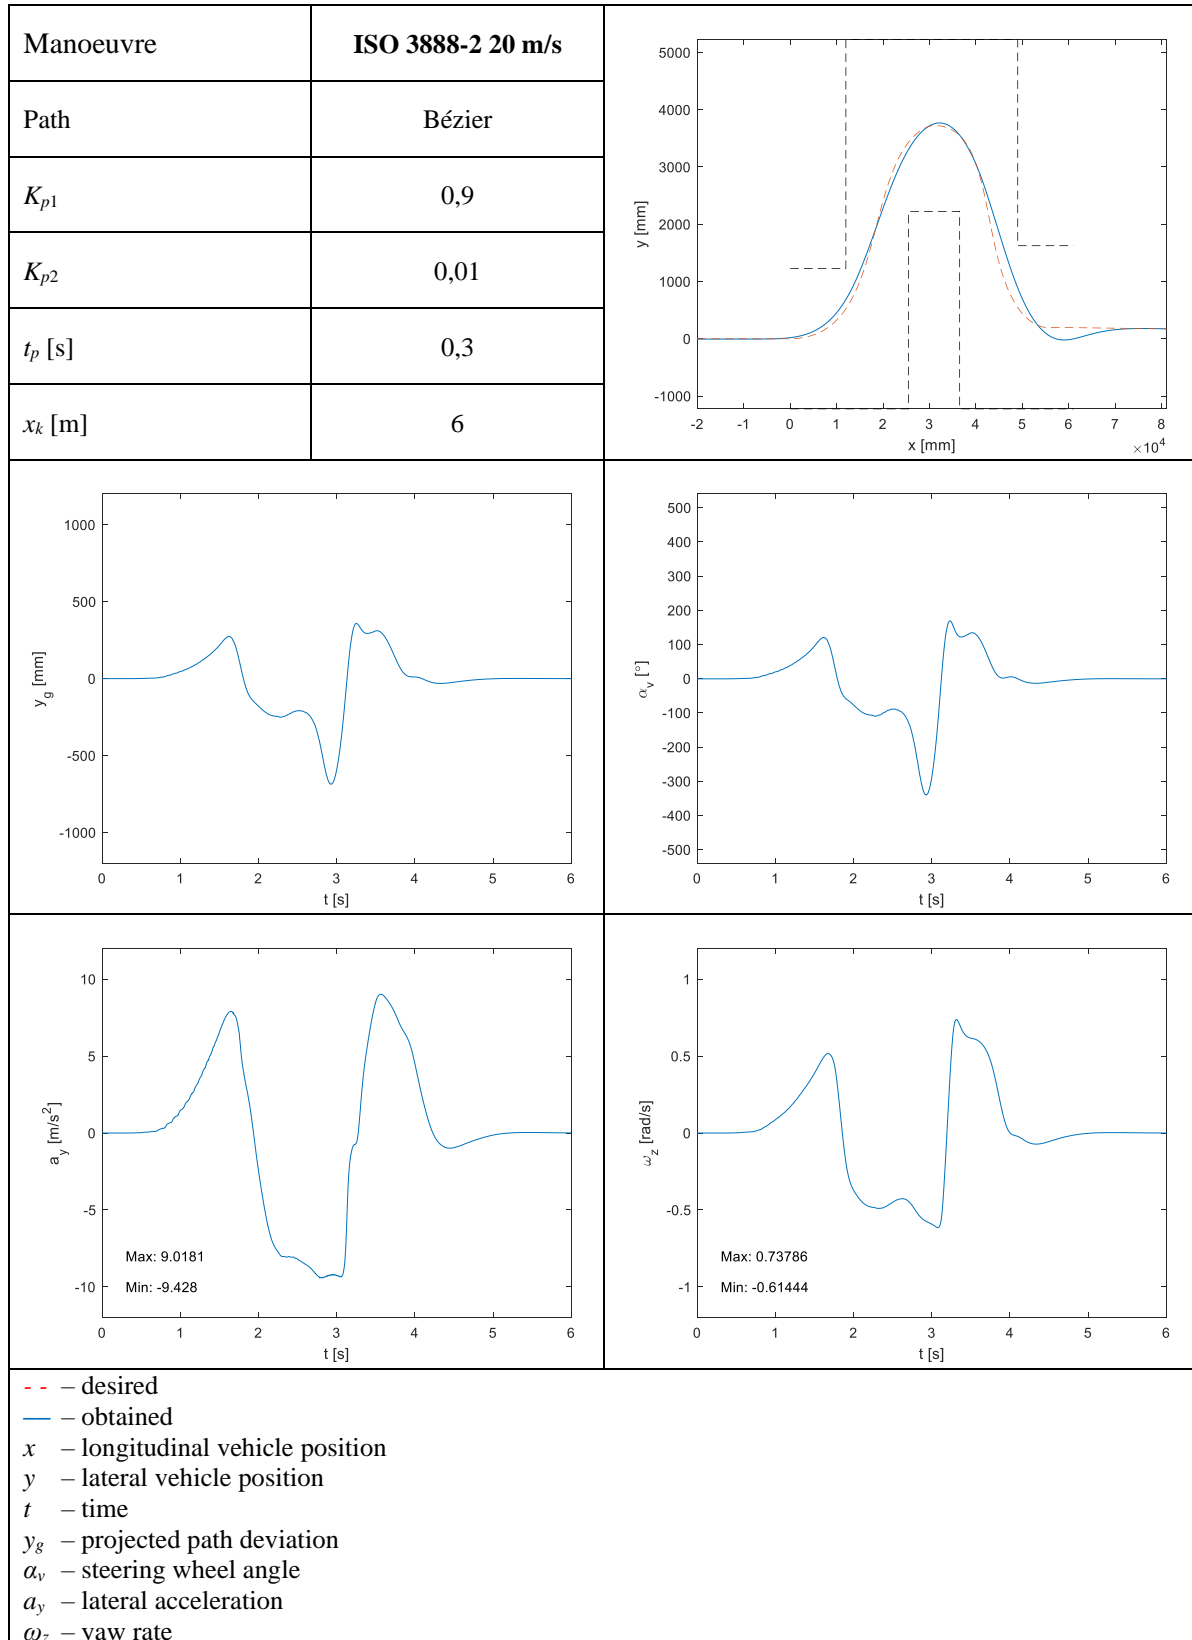 Manoeuvre ISO 3888-2 20 m/s
Path Bézier
Kp1 0,9
Kp2 0,01
tp [s] 0,3
xk [m] 6
5000
4000
3000
2000
1000
0
-1000
y [mm]
-2 -1 0 1 2 3 4 5 6 7 8
x [mm] ×10^4
1000
500
0
-500
-1000
y_g [mm]
0 1 2 3 4 5 6
t [s]
500
400
300
200
100
0
-100
-200
-300
-400
-500
α_v [°]
0 1 2 3 4 5 6
t [s]
10
5
0
-5
-10
a_y [m/s^2]
Max: 9.0181
Min: -9.428
0 1 2 3 4 5 6
t [s]
1
0.5
0
-0.5
-1
ω_z [rad/s]
Max: 0.73786
Min: -0.61444
0 1 2 3 4 5 6
t [s]
-- – desired
— – obtained
x – longitudinal vehicle position
y – lateral vehicle position
t – time
yg – projected path deviation
αv – steering wheel angle
ay – lateral acceleration
ωz – yaw rate